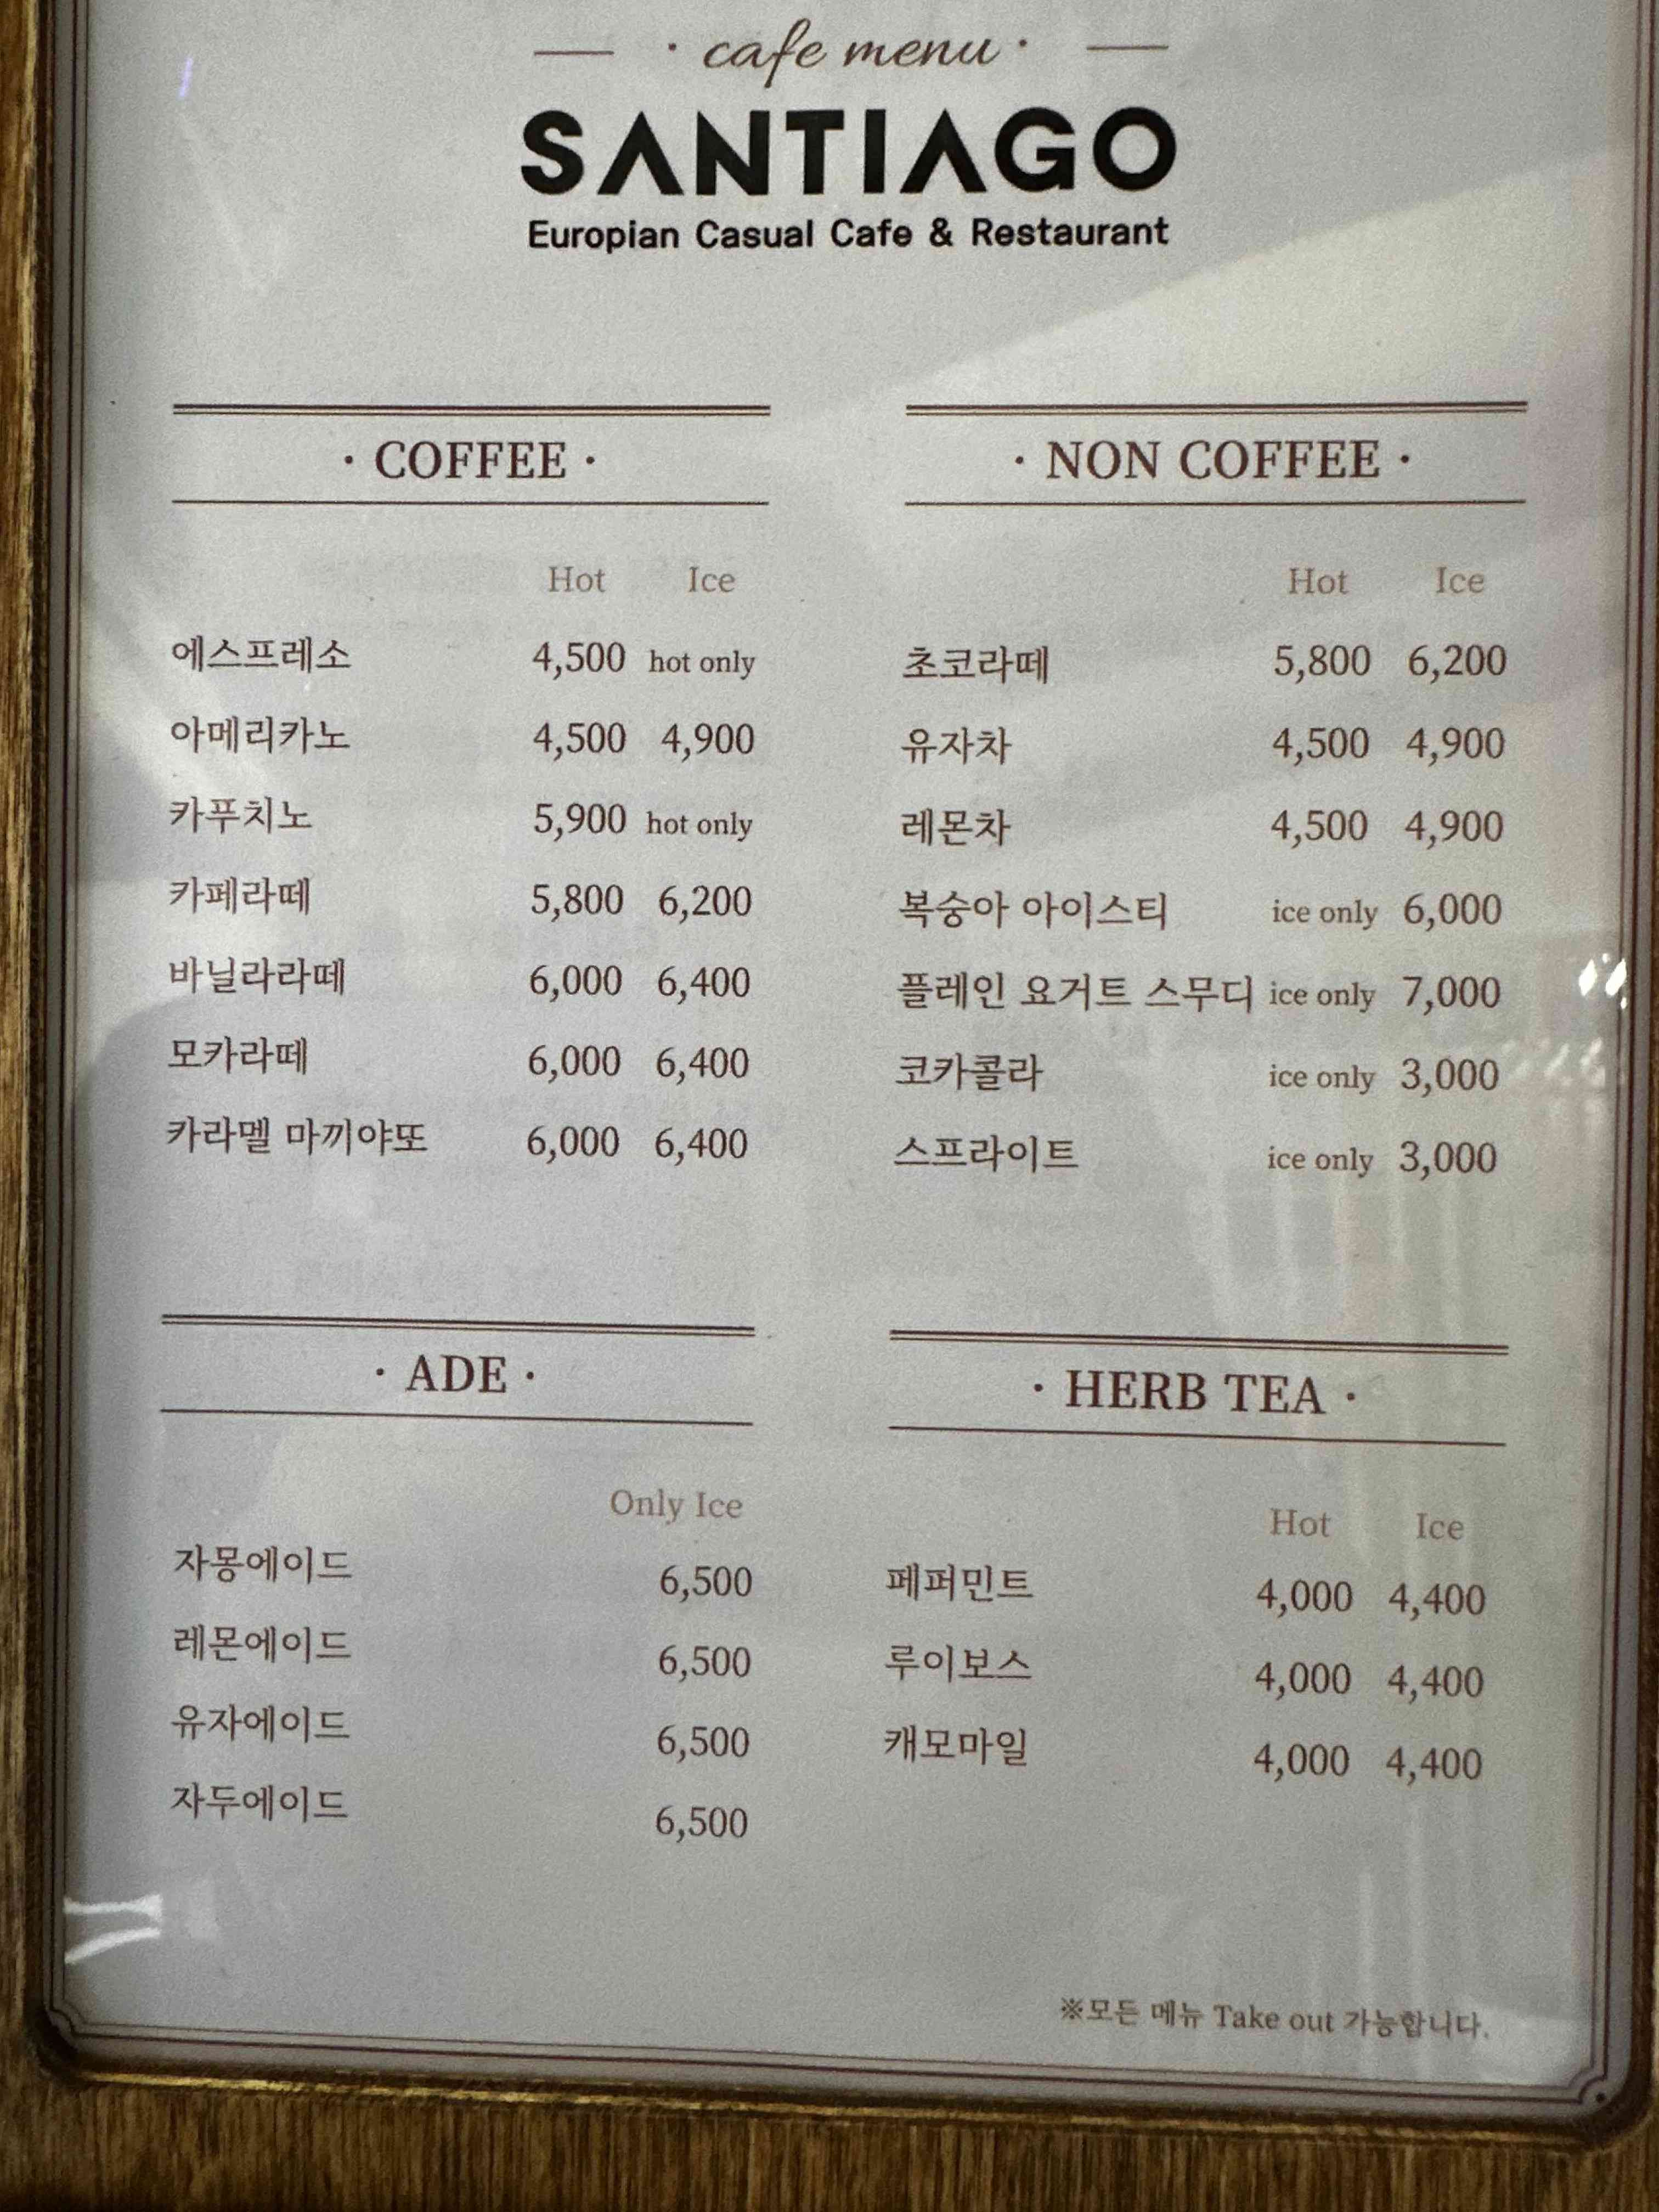 · cafe menu ·
SANTIAGO
Europian Casual Cafe & Restaurant
· COFFEE ·
Hot Ice
에스프레소 4,500 hot only
아메리카노 4,500 4,900
카푸치노 5,900 hot only
카페라떼 5,800 6,200
바닐라라떼 6,000 6,400
모카라떼 6,000 6,400
카라멜 마끼야또 6,000 6,400
· NON COFFEE ·
Hot Ice
초코라떼 5,800 6,200
유자차 4,500 4,900
레몬차 4,500 4,900
복숭아 아이스티 ice only 6,000
플레인 요거트 스무디 ice only 7,000
코카콜라 ice only 3,000
스프라이트 ice only 3,000
· ADE ·
Only Ice
자몽에이드 6,500
레몬에이드 6,500
유자에이드 6,500
자두에이드 6,500
· HERB TEA ·
Hot Ice
페퍼민트 4,000 4,400
루이보스 4,000 4,400
캐모마일 4,000 4,400
※모든 메뉴 Take out 가능합니다.